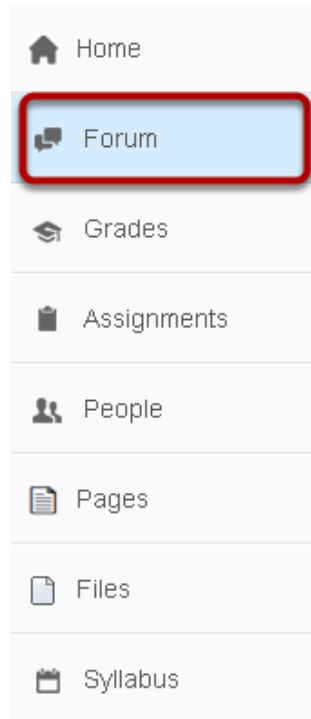 Home
Forum
Grades
Assignments
People
Pages
Files
Syllabus